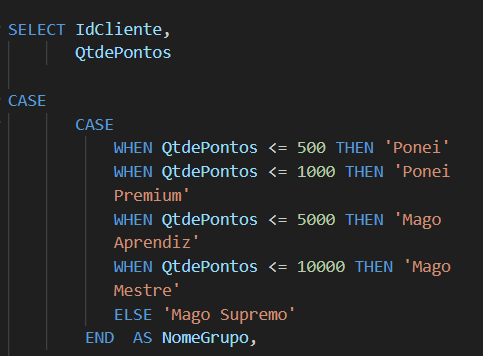 SELECT IdCliente,
QtdePontos
CASE
CASE
WHEN QtdePontos <= 500 THEN 'Ponei'
WHEN QtdePontos <= 1000 THEN 'Ponei
Premium'
WHEN QtdePontos <= 5000 THEN 'Mago
Aprendiz'
WHEN QtdePontos <= 10000 THEN 'Mago
Mestre'
ELSE 'Mago Supremo'
END  AS NomeGrupo,